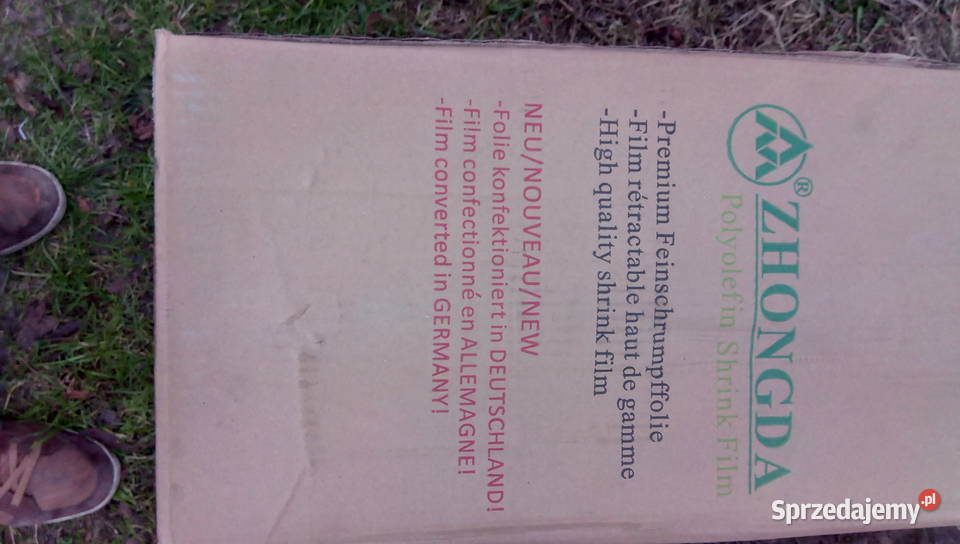 ® ZHONGDA
Polyolefin Shrink Film
-Premium Feinschrumpffolie
-Film rétractable haut de gamme
-High quality shrink film
NEU/NOUVEAU/NEW
-Folie konfektioniert in DEUTSCHLAND!
-Film confectionné en ALLEMAGNE!
-Film converted in GERMANY!
Sprzedajemy.pl